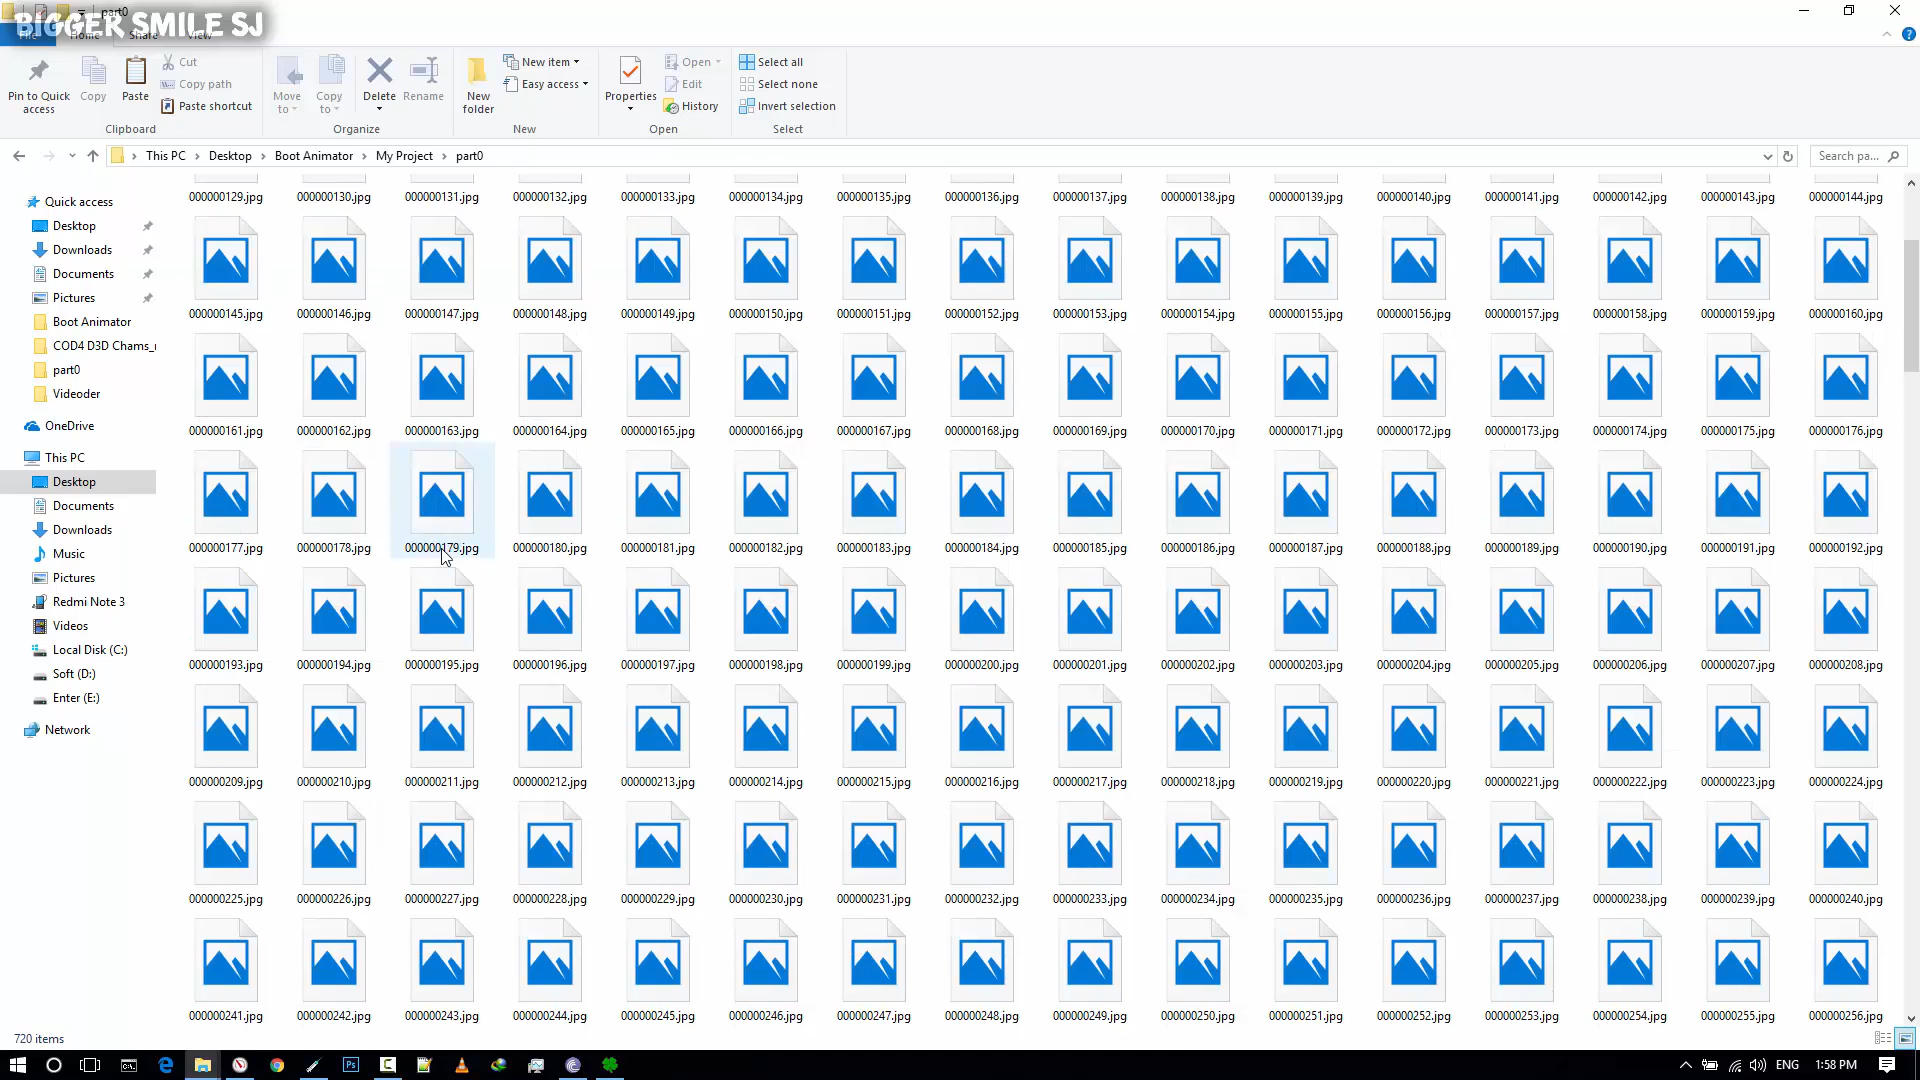 part0
BIGGER SMILE SJ
File Home Share View
Pin to Quick access
Copy
Paste
Cut
Copy path
Paste shortcut
Clipboard
Move to
Copy to
Delete
Rename
Organize
New folder
New item
Easy access
New
Properties
Open
Edit
History
Open
Select all
Select none
Invert selection
Select
This PC Desktop Boot Animator My Project part0
Search pa...
Quick access
Desktop
Downloads
Documents
Pictures
Boot Animator
COD4 D3D Chams_
part0
Videoder
OneDrive
This PC
Desktop
Documents
Downloads
Music
Pictures
Redmi Note 3
Videos
Local Disk (C:)
Soft (D:)
Enter (E:)
Network
000000129.jpg 000000130.jpg 000000131.jpg 000000132.jpg 000000133.jpg 000000134.jpg 000000135.jpg 000000136.jpg 000000137.jpg 000000138.jpg 000000139.jpg 000000140.jpg 000000141.jpg 000000142.jpg 000000143.jpg 000000144.jpg
000000145.jpg 000000146.jpg 000000147.jpg 000000148.jpg 000000149.jpg 000000150.jpg 000000151.jpg 000000152.jpg 000000153.jpg 000000154.jpg 000000155.jpg 000000156.jpg 000000157.jpg 000000158.jpg 000000159.jpg 000000160.jpg
000000161.jpg 000000162.jpg 000000163.jpg 000000164.jpg 000000165.jpg 000000166.jpg 000000167.jpg 000000168.jpg 000000169.jpg 000000170.jpg 000000171.jpg 000000172.jpg 000000173.jpg 000000174.jpg 000000175.jpg 000000176.jpg
000000177.jpg 000000178.jpg 000000179.jpg 000000180.jpg 000000181.jpg 000000182.jpg 000000183.jpg 000000184.jpg 000000185.jpg 000000186.jpg 000000187.jpg 000000188.jpg 000000189.jpg 000000190.jpg 000000191.jpg 000000192.jpg
000000193.jpg 000000194.jpg 000000195.jpg 000000196.jpg 000000197.jpg 000000198.jpg 000000199.jpg 000000200.jpg 000000201.jpg 000000202.jpg 000000203.jpg 000000204.jpg 000000205.jpg 000000206.jpg 000000207.jpg 000000208.jpg
000000209.jpg 000000210.jpg 000000211.jpg 000000212.jpg 000000213.jpg 000000214.jpg 000000215.jpg 000000216.jpg 000000217.jpg 000000218.jpg 000000219.jpg 000000220.jpg 000000221.jpg 000000222.jpg 000000223.jpg 000000224.jpg
000000225.jpg 000000226.jpg 000000227.jpg 000000228.jpg 000000229.jpg 000000230.jpg 000000231.jpg 000000232.jpg 000000233.jpg 000000234.jpg 000000235.jpg 000000236.jpg 000000237.jpg 000000238.jpg 000000239.jpg 000000240.jpg
000000241.jpg 000000242.jpg 000000243.jpg 000000244.jpg 000000245.jpg 000000246.jpg 000000247.jpg 000000248.jpg 000000249.jpg 000000250.jpg 000000251.jpg 000000252.jpg 000000253.jpg 000000254.jpg 000000255.jpg 000000256.jpg
720 items
Ps
ENG 1:58 PM